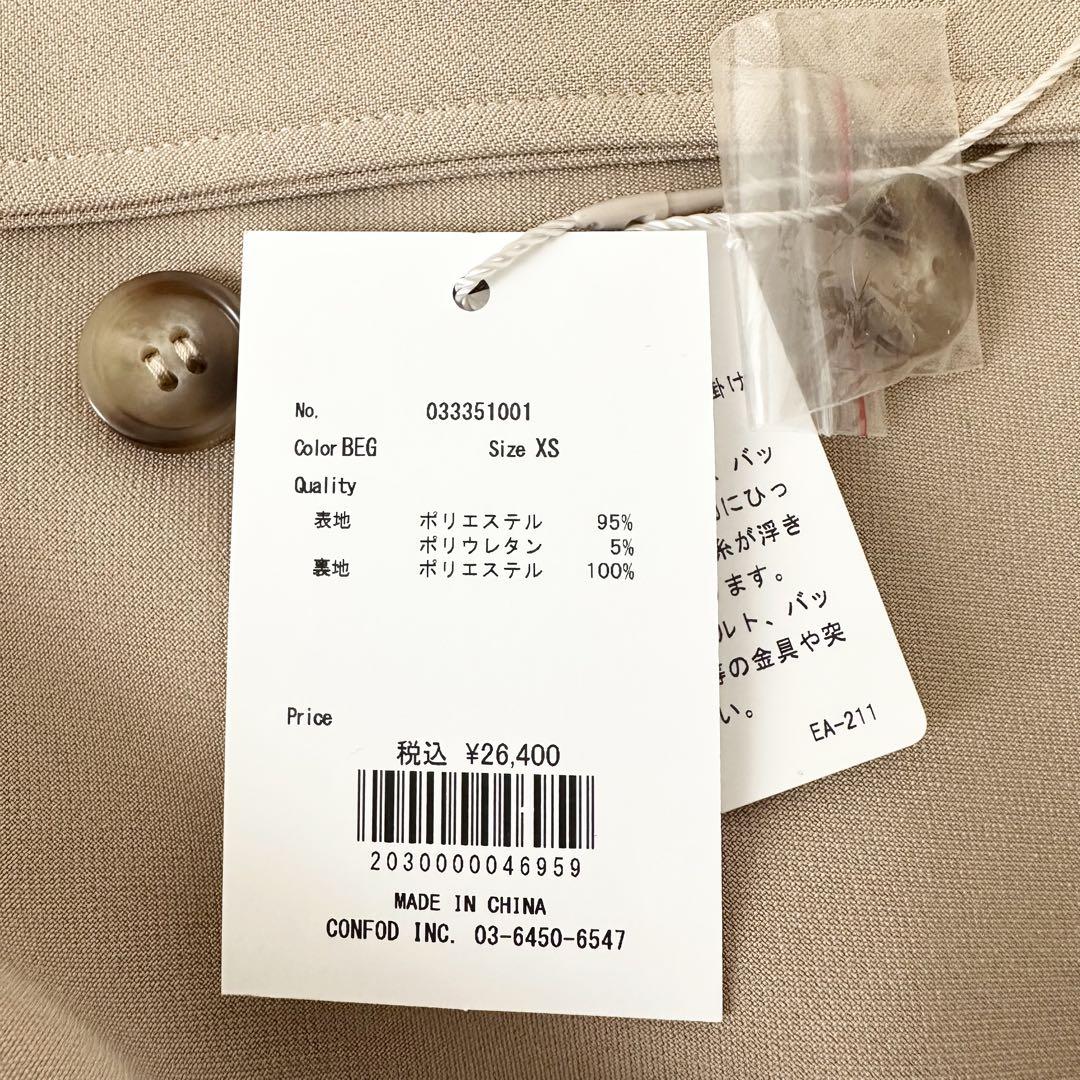 No. 033351001
Color BEG Size XS
Quality
表地 ポリエステル 95%
ポリウレタン 5%
裏地 ポリエステル 100%
Price
税込 ¥26,400
2030000046959
MADE IN CHINA
CONFOD INC. 03-6450-6547
掛け
、バッ
にひっ
糸が浮き
ます。
ルト、バッ
等の金具や突
い。
EA-211